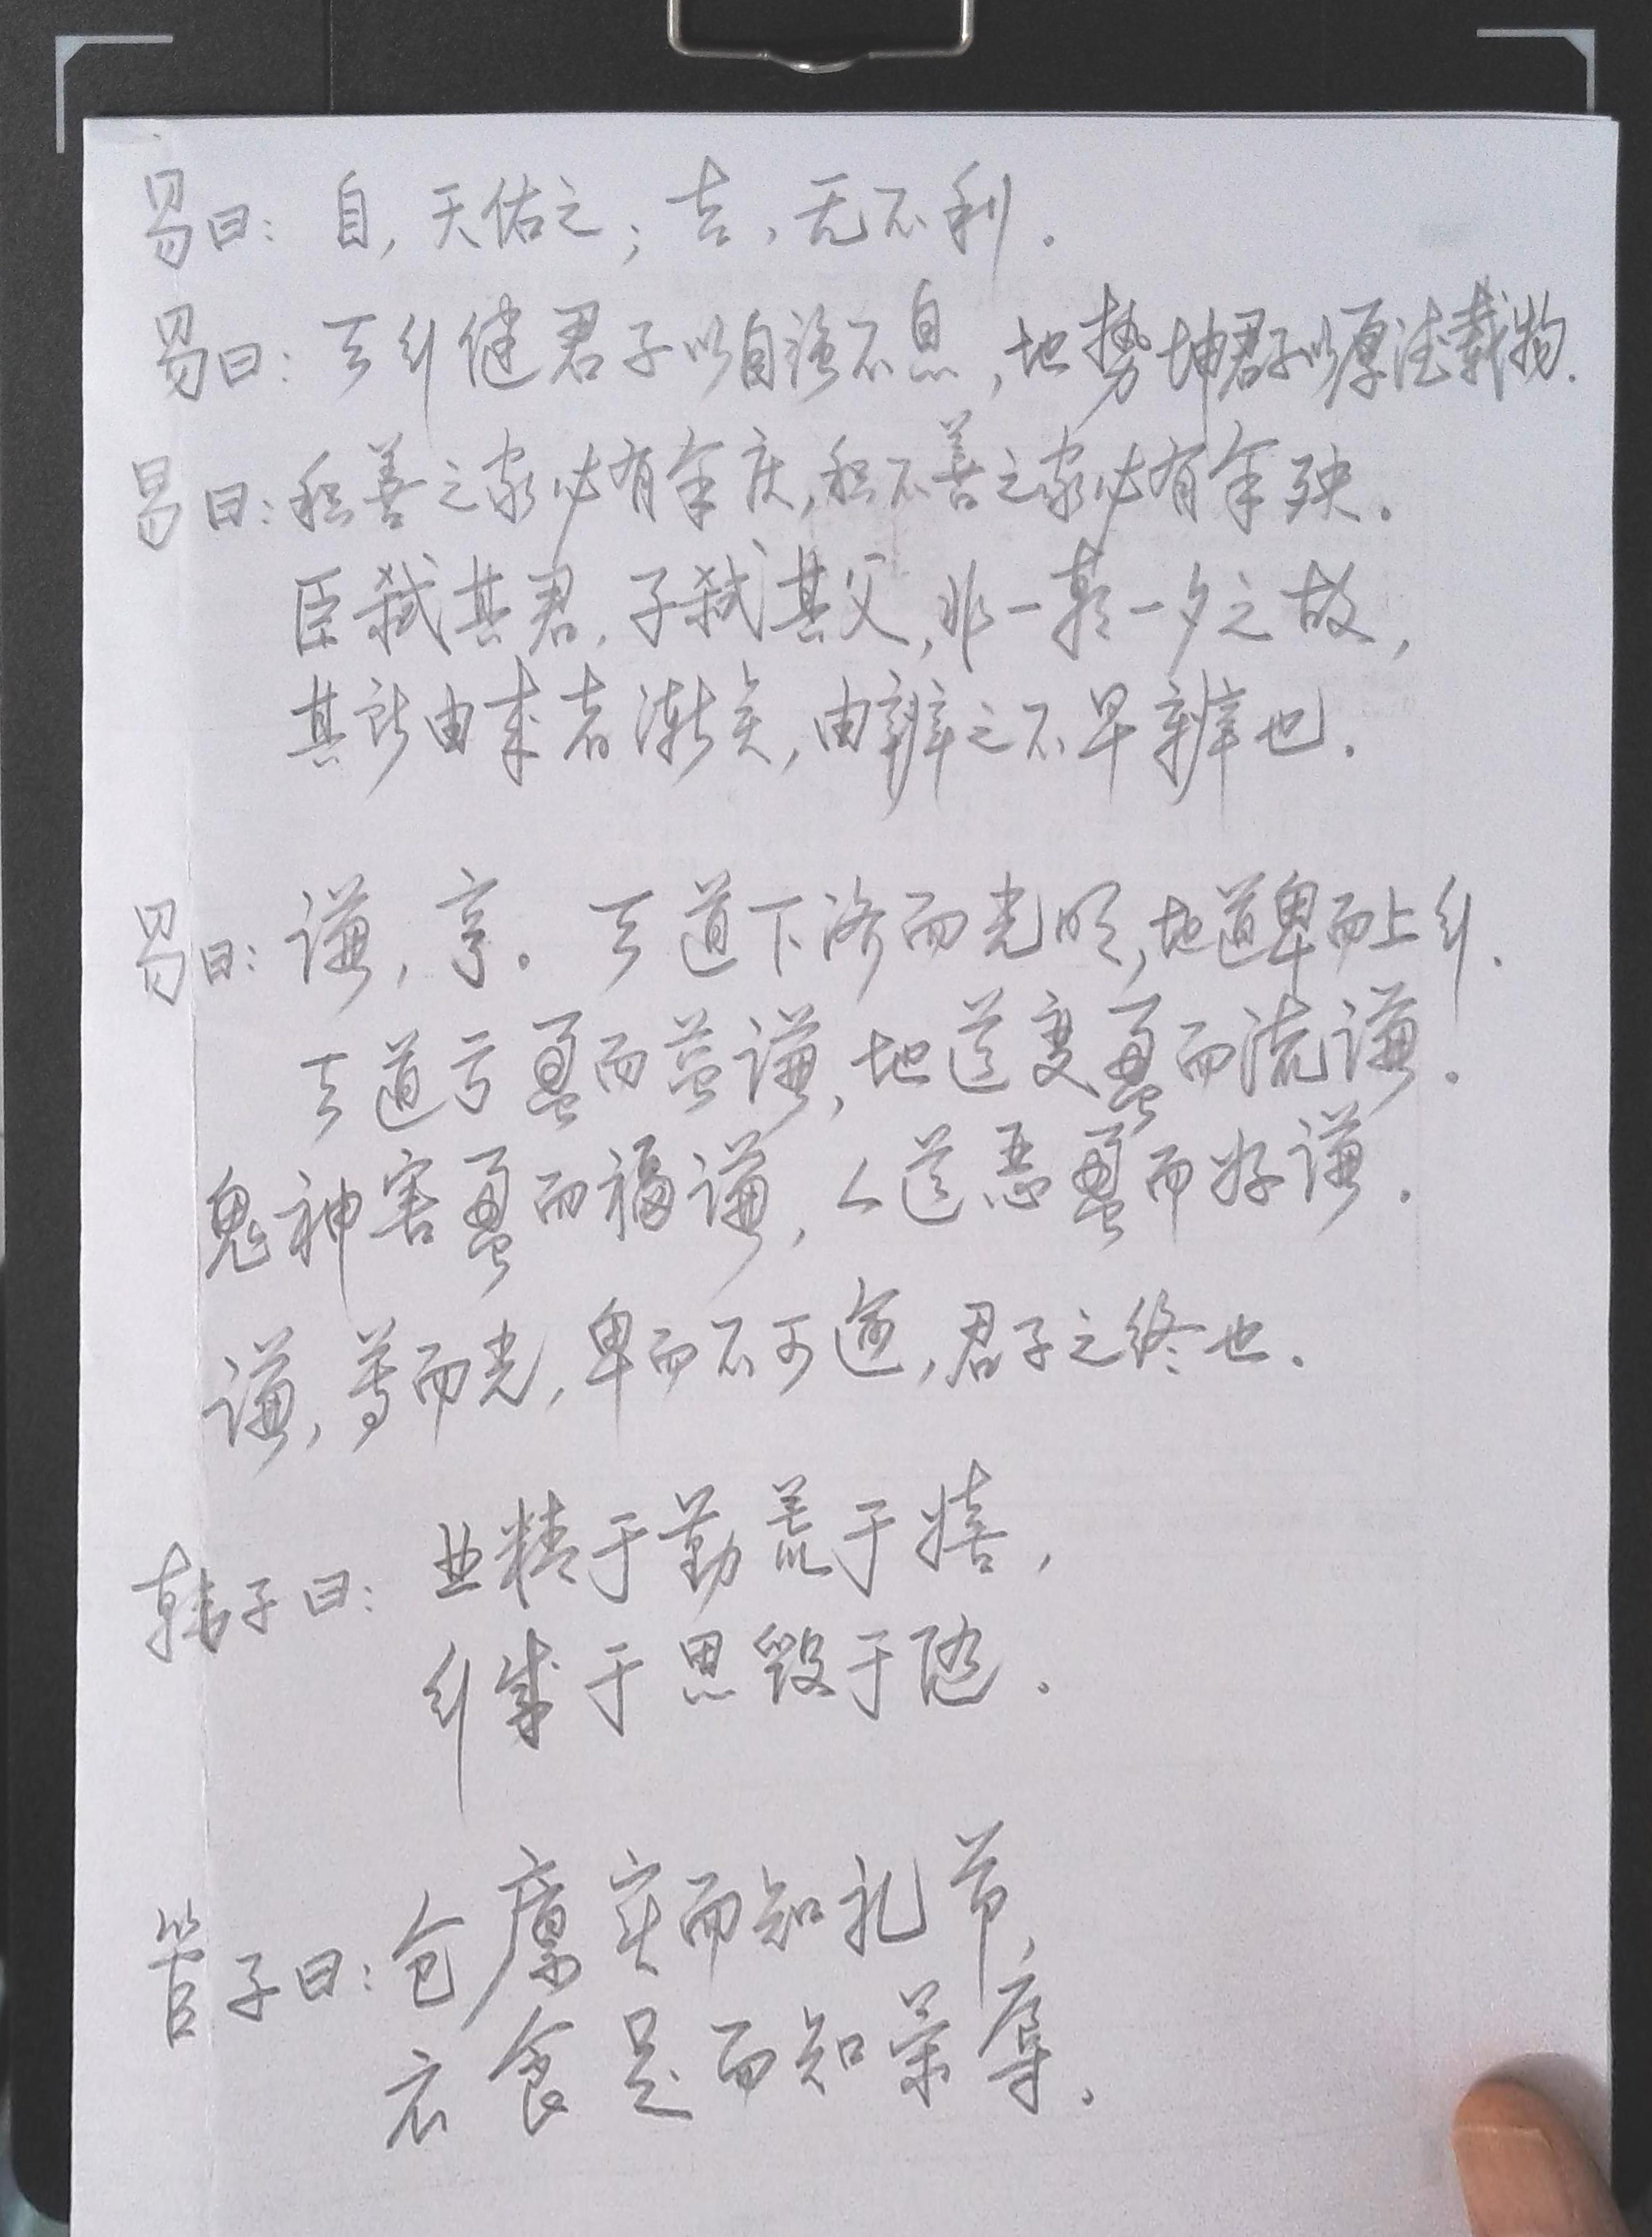 易曰：自，天佑之；吉，无不利．
易曰：天行健君子以自强不息，地势坤君子以厚德载物．
易曰：积善之家必有余庆，积不善之家必有余殃。
臣弑其君，子弑其父，非一朝一夕之故，
其所由来者渐矣，由辨之不早辨也．
易曰：谦，亨。天道下济而光明，地道卑而上行．
天道亏盈而益谦，地道变盈而流谦．
鬼神害盈而福谦，人道恶盈而好谦．
谦，尊而光，卑而不可逾，君子之终也．
韩子曰：业精于勤荒于嬉，
行成于思毁于随．
管子曰：仓廪实而知礼节，
衣食足而知荣辱．